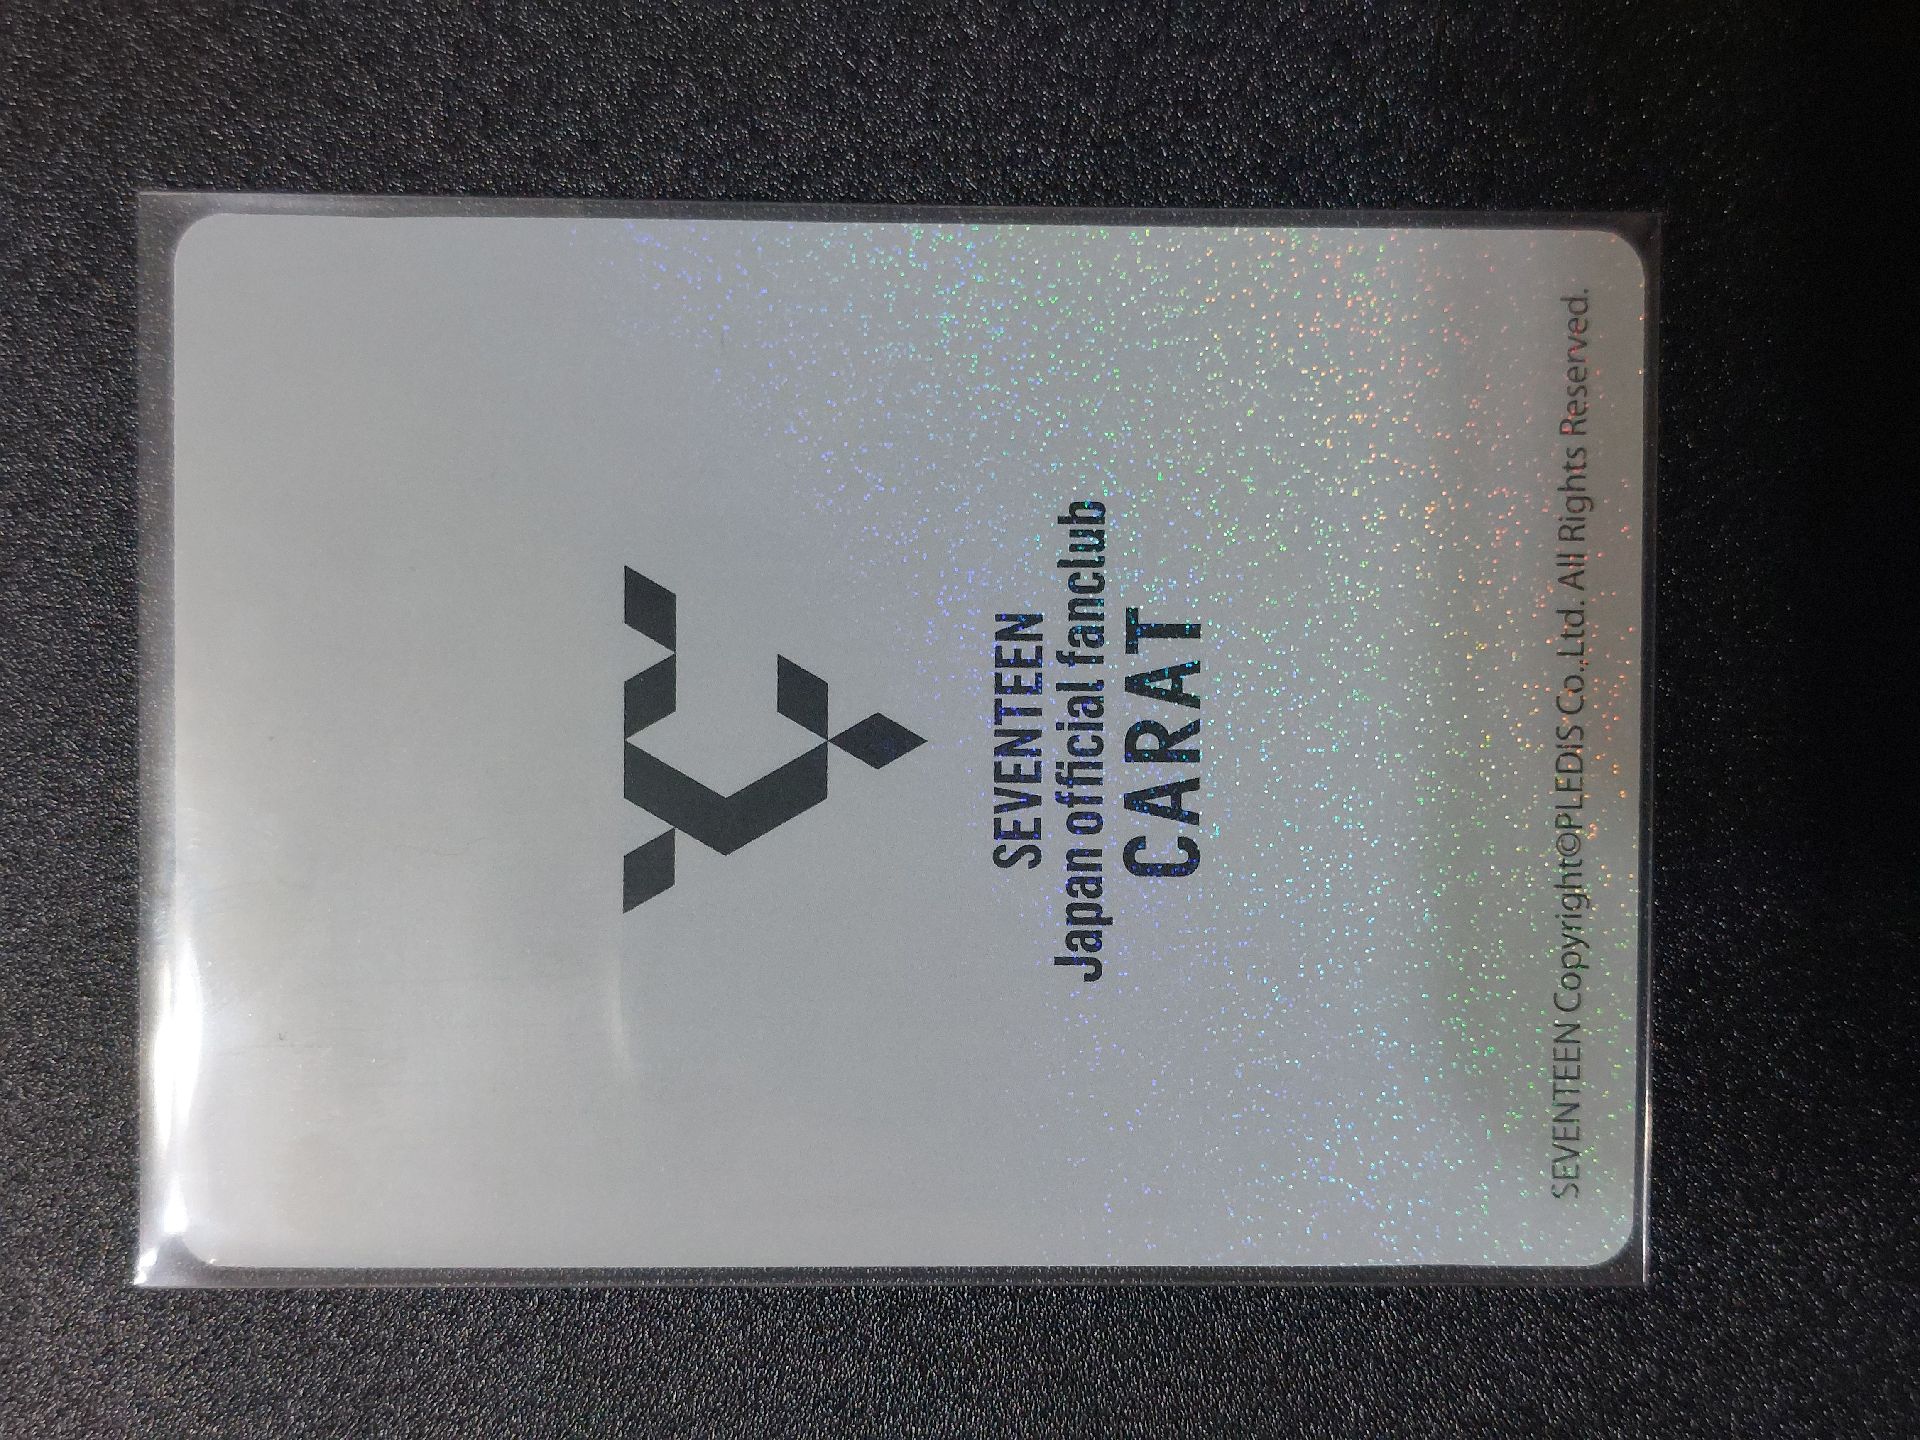 SEVENTEEN
Japan official fanclub
CARAT
SEVENTEEN Copyright©PLEDIS Co.,Ltd. All Rights Reserved.